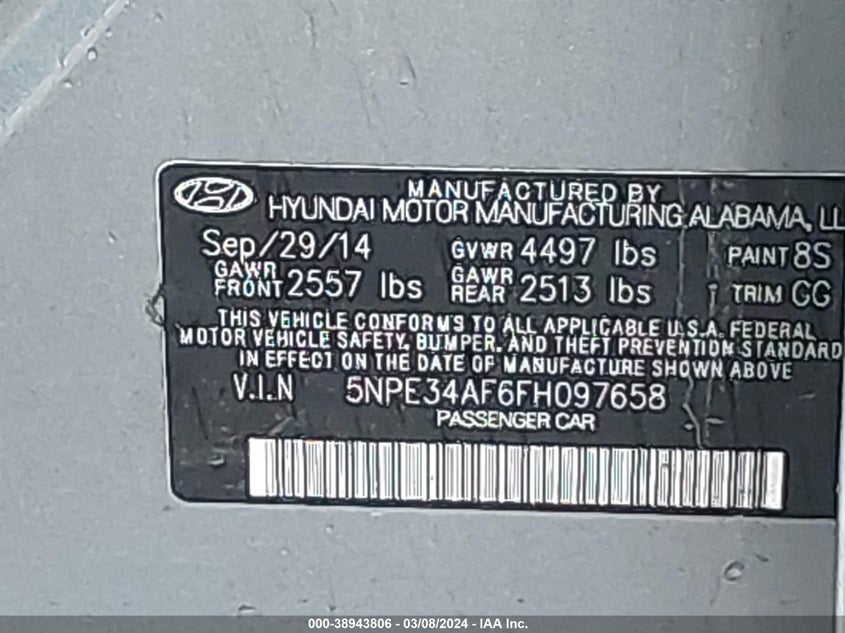 MANUFACTURED BY
HYUNDAI MOTOR MANUFACTURING ALABAMA, LL
Sep/29/14 GVWR 4497 lbs PAINT 8S
GAWR FRONT 2557 lbs GAWR REAR 2513 lbs TRIM GG
THIS VEHICLE CONFORMS TO ALL APPLICABLE U.S.A. FEDERAL
MOTOR VEHICLE SAFETY, BUMPER, AND THEFT PREVENTION STANDARD
IN EFFECT ON THE DATE OF MANUFACTURE SHOWN ABOVE
V.I.N 5NPE34AF6FH097658
PASSENGER CAR
000-38943806 - 03/08/2024 - IAA Inc.